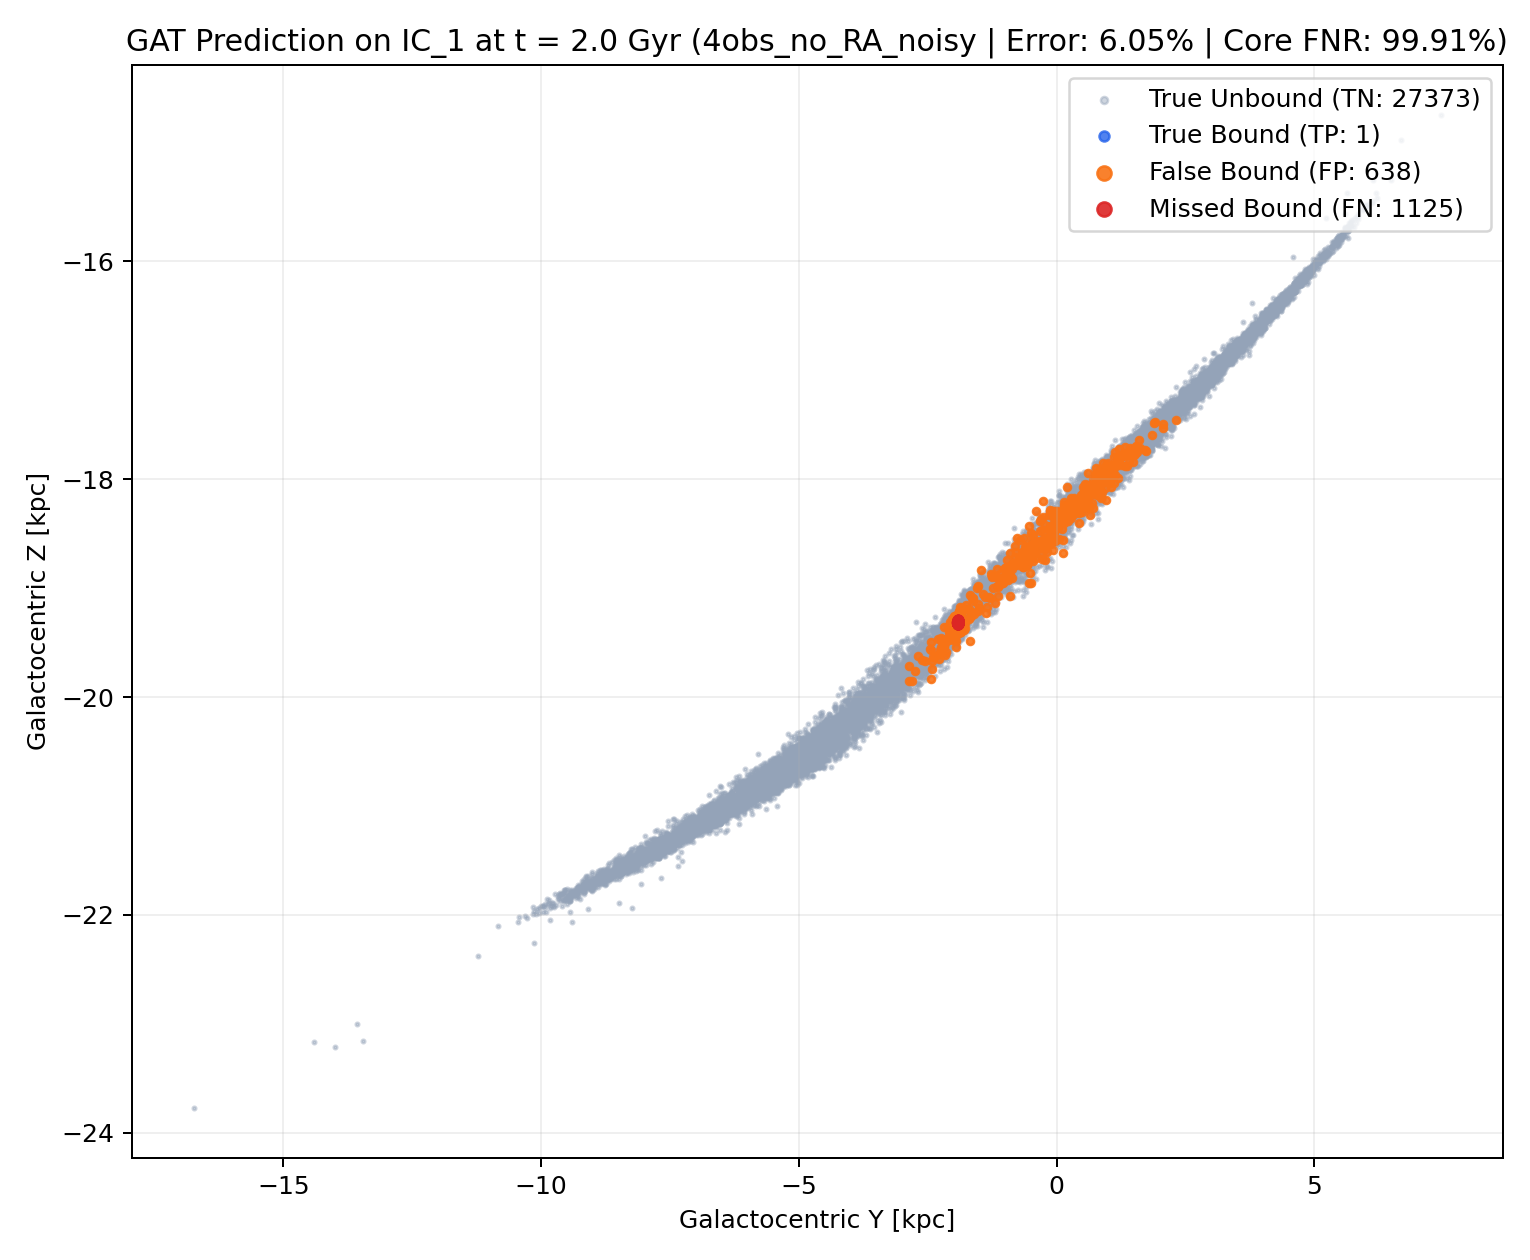 GAT Prediction on IC_1 at t = 2.0 Gyr (4obs_no_RA_noisy | Error: 6.05% | Core FNR: 99.91%)
True Unbound (TN: 27373)
True Bound (TP: 1)
False Bound (FP: 638)
Missed Bound (FN: 1125)
Galactocentric Z [kpc]
−16
−18
−20
−22
−24
−15
−10
−5
0
5
Galactocentric Y [kpc]